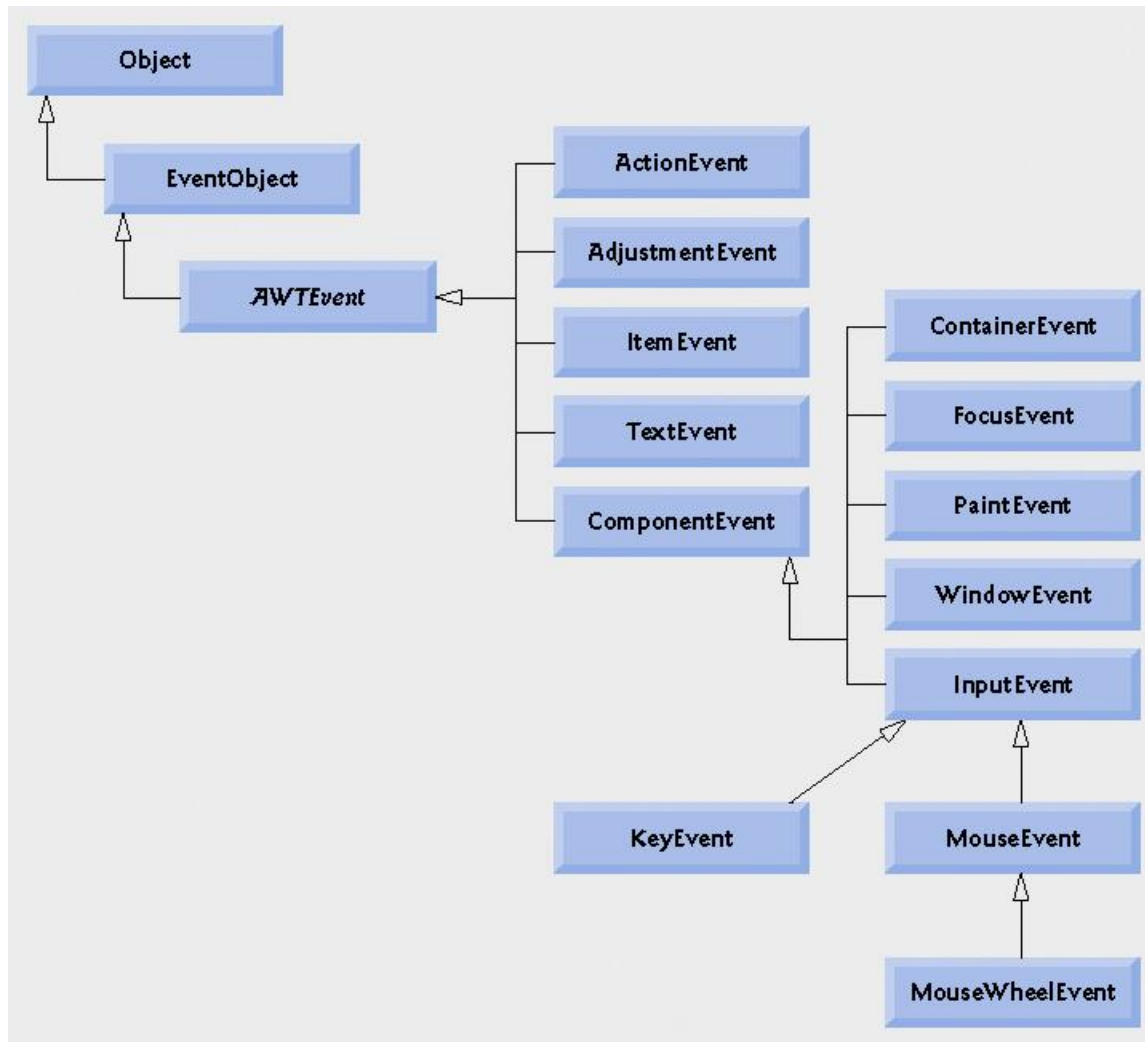 Object
EventObject
AWTEvent
ActionEvent
AdjustmentEvent
ItemEvent
TextEvent
ComponentEvent
ContainerEvent
FocusEvent
PaintEvent
WindowEvent
InputEvent
KeyEvent
MouseEvent
MouseWheelEvent